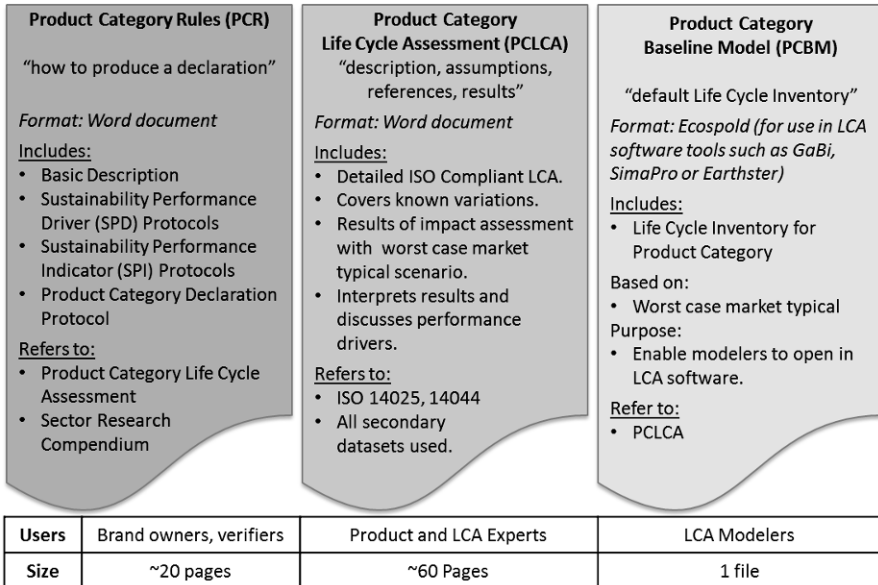 Product Category Rules (PCR)
“how to produce a declaration”
Format: Word document
Includes:
• Basic Description
• Sustainability Performance
Driver (SPD) Protocols
• Sustainability Performance
Indicator (SPI) Protocols
• Product Category Declaration
Protocol
Refers to:
• Product Category Life Cycle
Assessment
• Sector Research
Compendium
Product Category
Life Cycle Assessment (PCLCA)
“description, assumptions,
references, results”
Format: Word document
Includes:
• Detailed ISO Compliant LCA.
• Covers known variations.
• Results of impact assessment
with worst case market
typical scenario.
• Interprets results and
discusses performance
drivers.
Refers to:
• ISO 14025, 14044
• All secondary
datasets used.
Product Category
Baseline Model (PCBM)
“default Life Cycle Inventory”
Format: Ecospold (for use in LCA
software tools such as GaBi,
SimaPro or Earthster)
Includes:
• Life Cycle Inventory for
Product Category
Based on:
• Worst case market typical
Purpose:
• Enable modelers to open in
LCA software.
Refer to:
• PCLCA
Users Brand owners, verifiers Product and LCA Experts LCA Modelers
Size ~20 pages ~60 Pages 1 file